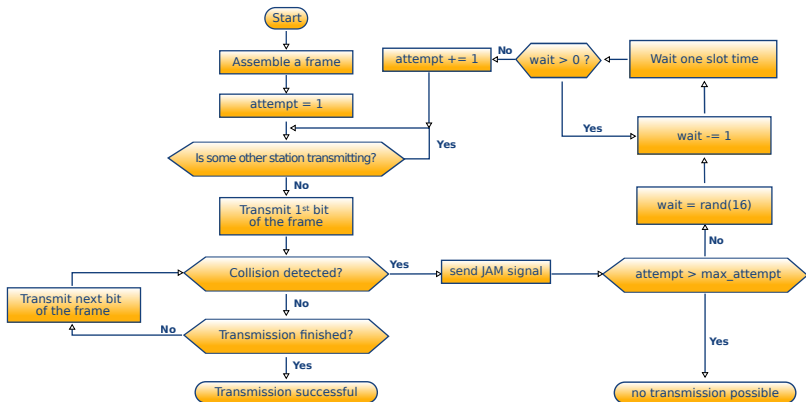 Start
Assemble a frame
attempt = 1
Is some other station transmitting?
Yes
No
Transmit 1st bit
of the frame
Collision detected?
Yes
No
Transmit next bit
of the frame
No
Transmission finished?
Yes
Transmission successful
send JAM signal
attempt > max_attempt
No
Yes
no transmission possible
wait = rand(16)
wait -= 1
Wait one slot time
wait > 0 ?
Yes
No
attempt += 1